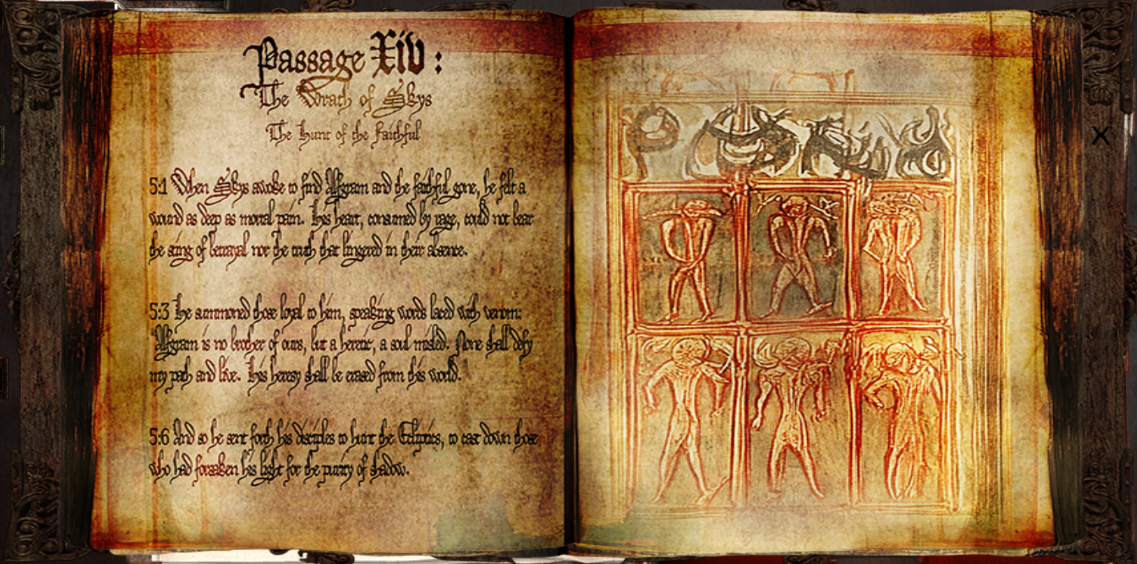 Passage XIV :
The Wrath of Skys
The Hunt of the Faithful
5:1 When Skys awoke to find and the faithful gone, he felt a
wound as deep as mortal pain. His heart, consumed by rage, could not bear
the sting of betrayal nor the truth that lingered in their absence.
5:3 He summoned those loyal to him, speaking words laced with venom:
" is no brother of ours, but a heretic, a soul misled. None shall defy
my path and live. His heresy shall be erased from this world."
5:6 And so he sent forth his disciples to hunt the Ecliptics, to cast down those
who had forsaken his light for the purity of shadow.
X